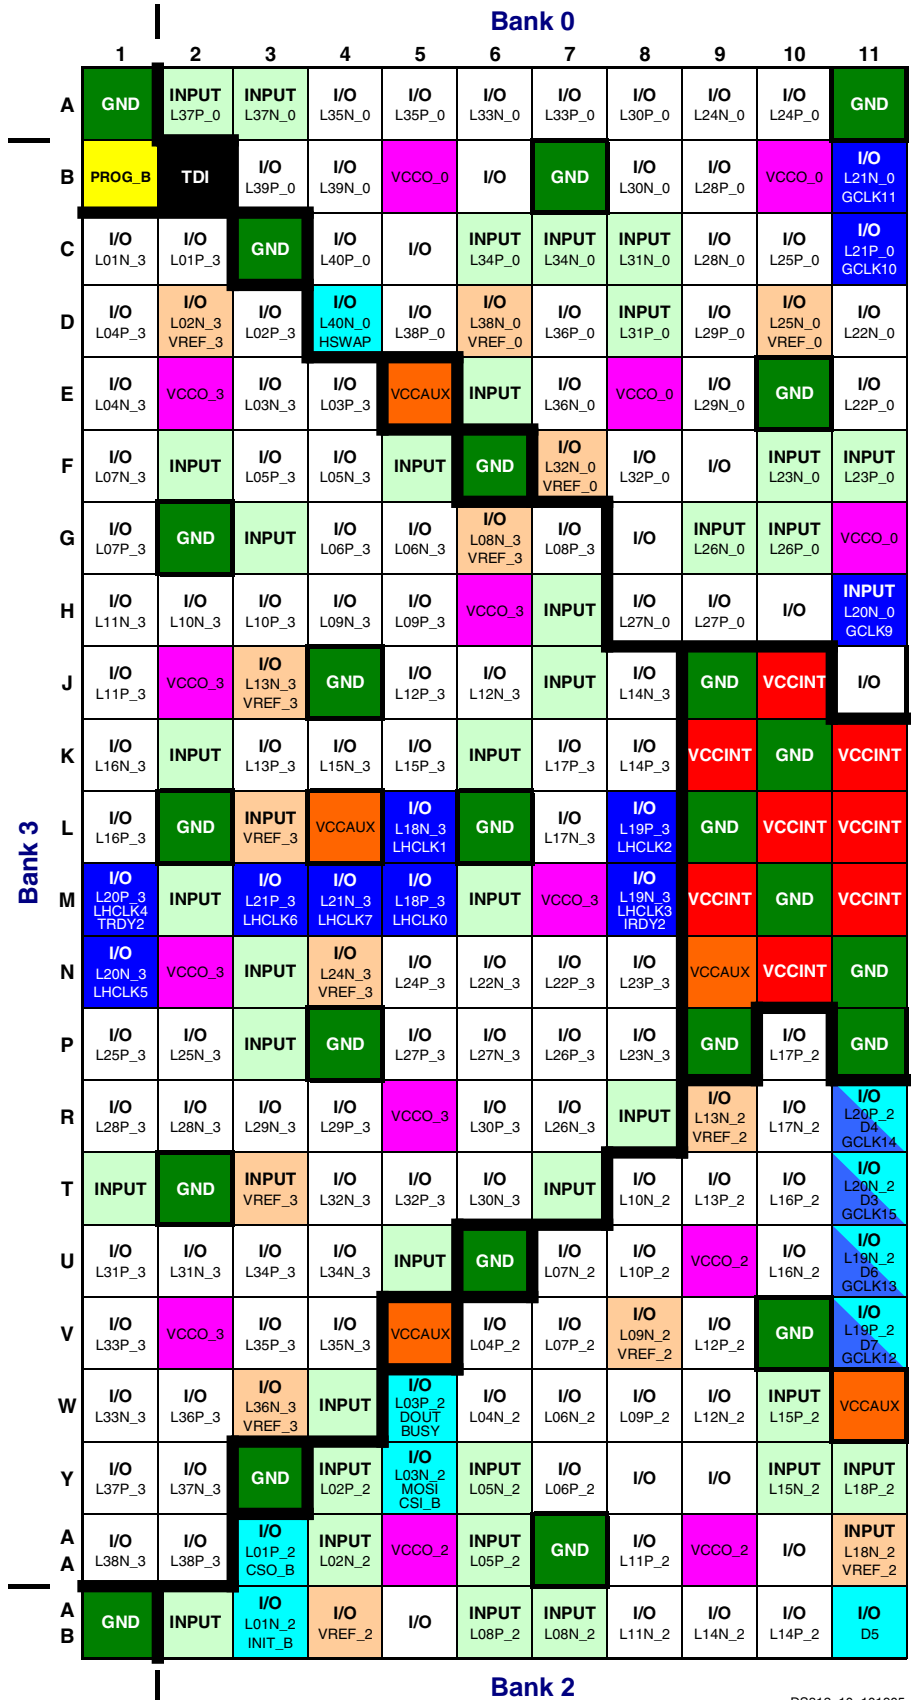 Bank 0
1 2 3 4 5 6 7 8 9 10 11
A GND INPUT L37P_0 INPUT L37N_0 I/O L35N_0 I/O L35P_0 I/O L33N_0 I/O L33P_0 I/O L30P_0 I/O L24N_0 I/O L24P_0 GND
B PROG_B TDI I/O L39P_0 I/O L39N_0 VCCO_0 I/O GND I/O L30N_0 I/O L28P_0 VCCO_0 I/O L21N_0 GCLK11
C I/O L01N_3 I/O L01P_3 GND I/O L40P_0 I/O INPUT L34P_0 INPUT L34N_0 INPUT L31N_0 I/O L28N_0 I/O L25P_0 I/O L21P_0 GCLK10
D I/O L04P_3 I/O L02N_3 VREF_3 I/O L02P_3 I/O L40N_0 HSWAP I/O L38P_0 I/O L38N_0 VREF_0 I/O L36P_0 INPUT L31P_0 I/O L29P_0 I/O L25N_0 VREF_0 I/O L22N_0
E I/O L04N_3 VCCO_3 I/O L03N_3 I/O L03P_3 VCCAUX INPUT I/O L36N_0 VCCO_0 I/O L29N_0 GND I/O L22P_0
F I/O L07N_3 INPUT I/O L05P_3 I/O L05N_3 INPUT GND I/O L32N_0 VREF_0 I/O L32P_0 I/O INPUT L23N_0 INPUT L23P_0
G I/O L07P_3 GND INPUT I/O L06P_3 I/O L06N_3 I/O L08N_3 VREF_3 I/O L08P_3 I/O INPUT L26N_0 INPUT L26P_0 VCCO_0
H I/O L11N_3 I/O L10N_3 I/O L10P_3 I/O L09N_3 I/O L09P_3 VCCO_3 INPUT I/O L27N_0 I/O L27P_0 I/O INPUT L20N_0 GCLK9
J I/O L11P_3 VCCO_3 I/O L13N_3 VREF_3 GND I/O L12P_3 I/O L12N_3 INPUT I/O L14N_3 GND VCCINT I/O
K I/O L16N_3 INPUT I/O L13P_3 I/O L15N_3 I/O L15P_3 INPUT I/O L17P_3 I/O L14P_3 VCCINT GND VCCINT
L I/O L16P_3 GND INPUT VREF_3 VCCAUX I/O L18N_3 LHCLK1 GND I/O L17N_3 I/O L19P_3 LHCLK2 GND VCCINT VCCINT
Bank 3
M I/O L20P_3 LHCLK4 TRDY2 INPUT I/O L21P_3 LHCLK6 I/O L21N_3 LHCLK7 I/O L18P_3 LHCLK0 INPUT VCCO_3 I/O L19N_3 LHCLK3 IRDY2 VCCINT GND VCCINT
N I/O L20N_3 LHCLK5 VCCO_3 INPUT I/O L24N_3 VREF_3 I/O L24P_3 I/O L22N_3 I/O L22P_3 I/O L23P_3 VCCAUX VCCINT GND
P I/O L25P_3 I/O L25N_3 INPUT GND I/O L27P_3 I/O L27N_3 I/O L26P_3 I/O L23N_3 GND I/O L17P_2 GND
R I/O L28P_3 I/O L28N_3 I/O L29N_3 I/O L29P_3 VCCO_3 I/O L30P_3 I/O L26N_3 INPUT I/O L13N_2 VREF_2 I/O L17N_2 I/O L20P_2 D4 GCLK14
T INPUT GND INPUT VREF_3 I/O L32N_3 I/O L32P_3 I/O L30N_3 INPUT I/O L10N_2 I/O L13P_2 I/O L16P_2 I/O L20N_2 D3 GCLK15
U I/O L31P_3 I/O L31N_3 I/O L34P_3 I/O L34N_3 INPUT GND I/O L07N_2 I/O L10P_2 VCCO_2 I/O L16N_2 I/O L19N_2 D6 GCLK13
V I/O L33P_3 VCCO_3 I/O L35P_3 I/O L35N_3 VCCAUX I/O L04P_2 I/O L07P_2 I/O L09N_2 VREF_2 I/O L12P_2 GND I/O L19P_2 D7 GCLK12
W I/O L33N_3 I/O L36P_3 I/O L36N_3 VREF_3 INPUT I/O L03P_2 DOUT BUSY I/O L04N_2 I/O L06N_2 I/O L09P_2 I/O L12N_2 INPUT L15P_2 VCCAUX
Y I/O L37P_3 I/O L37N_3 GND INPUT L02P_2 I/O L03N_2 MOSI CSI_B INPUT L05N_2 I/O L06P_2 I/O I/O INPUT L15N_2 INPUT L18P_2
A A I/O L38N_3 I/O L38P_3 I/O L01P_2 CSO_B INPUT L02N_2 VCCO_2 INPUT L05P_2 GND I/O L11P_2 VCCO_2 I/O INPUT L18N_2 VREF_2
A B GND INPUT I/O L01N_2 INIT_B I/O VREF_2 I/O INPUT L08P_2 INPUT L08N_2 I/O L11N_2 I/O L14N_2 I/O L14P_2 I/O D5
Bank 2